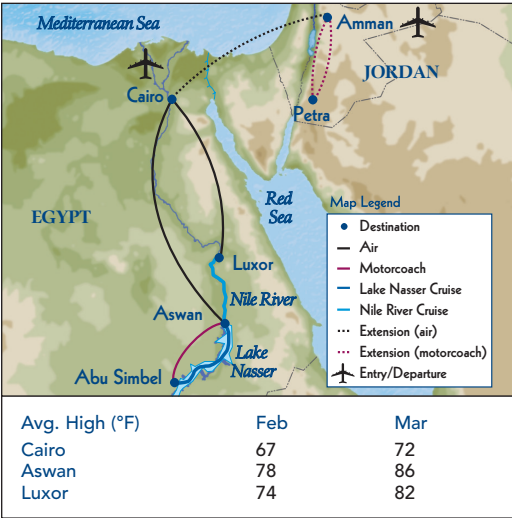 Mediterranean Sea
Amman
JORDAN
Cairo
Petra
Red
Sea
EGYPT
Luxor
Nile River
Aswan
Lake
Nasser
Abu Simbel
Map Legend
Destination
Air
Motorcoach
Lake Nasser Cruise
Nile River Cruise
Extension (air)
Extension (motorcoach)
Entry/Departure
Avg. High (°F) Feb Mar
Cairo 67 72
Aswan 78 86
Luxor 74 82